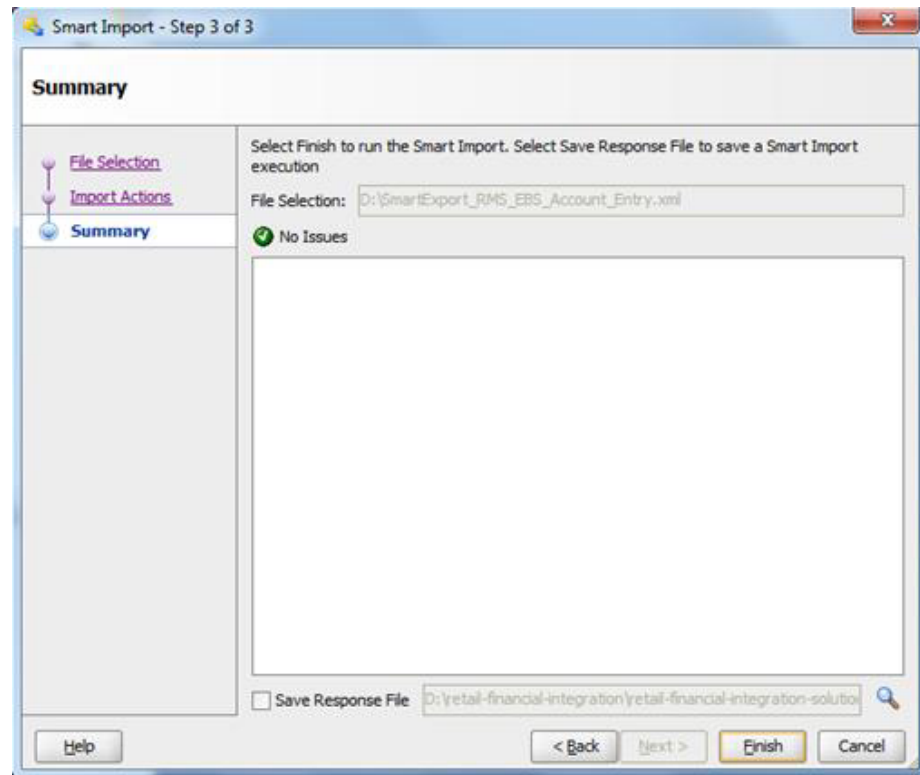 Smart Import - Step 3 of 3
Summary
File Selection
Import Actions
Summary
Select Finish to run the Smart Import. Select Save Response File to save a Smart Import
execution
File Selection: D:\SmartExport_RMS_EBS_Account_Entry.xml
No Issues
Save Response File D:\retail-financial-integration\retail-financial-integration-solutio
Help < Back Next > Finish Cancel